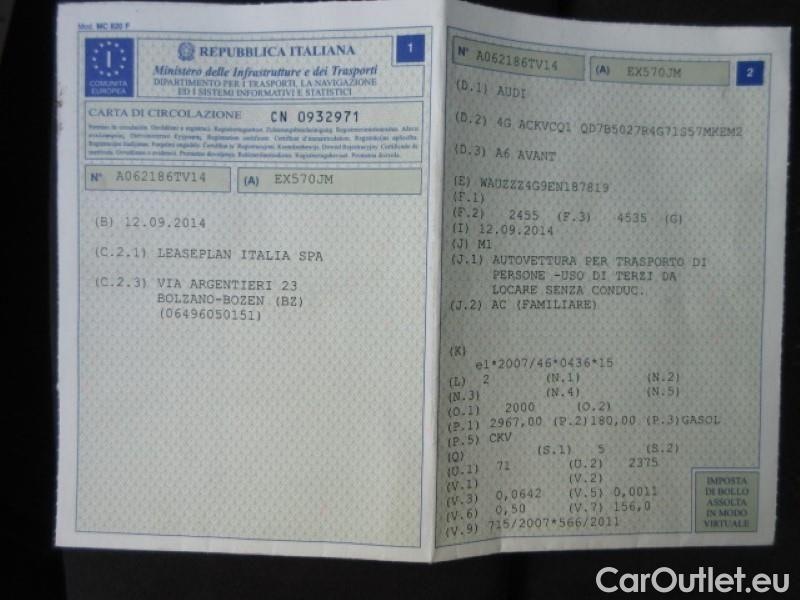 Mod. MC 820 F
I
COMUNITÀ
EUROPEA
REPUBBLICA ITALIANA
1
Ministero delle Infrastrutture e dei Trasporti
DIPARTIMENTO PER I TRASPORTI, LA NAVIGAZIONE
ED I SISTEMI INFORMATIVI E STATISTICI
CARTA DI CIRCOLAZIONE CN 0932971
N° A062186TV14 (A) EX570JM
(B) 12.09.2014
(C.2.1) LEASEPLAN ITALIA SPA
(C.2.3) VIA ARGENTIERI 23
BOLZANO-BOZEN (BZ)
(06496050151)
N° A062186TV14 (A) EX570JM 2
(D.1) AUDI
(D.2) 4G ACKVCQ1 QD7B5027R4G71S57MKEM2
(D.3) A6 AVANT
(E) WAUZZZ4G9EN187819
(F.1)
(F.2) 2455 (F.3) 4535 (G)
(I) 12.09.2014
(J) M1
(J.1) AUTOVETTURA PER TRASPORTO DI
PERSONE -USO DI TERZI DA
LOCARE SENZA CONDUC.
(J.2) AC (FAMILIARE)
(K)
e1*2007/46*0436*15
(L) 2 (N.1) (N.2)
(N.3) (N.4) (N.5)
(O.1) 2000 (O.2)
(P.1) 2967,00 (P.2)180,00 (P.3)GASOL
(P.5) CKV
(Q) (S.1) 5 (S.2)
(U.1) 71 (U.2) 2375
(V.1) (V.2)
(V.3) 0,0642 (V.5) 0,0011
(V.6) 0,50 (V.7) 156,0
(V.9) 715/2007*566/2011
IMPOSTA
DI BOLLO
ASSOLTA
IN MODO
VIRTUALE
CarOutlet.eu